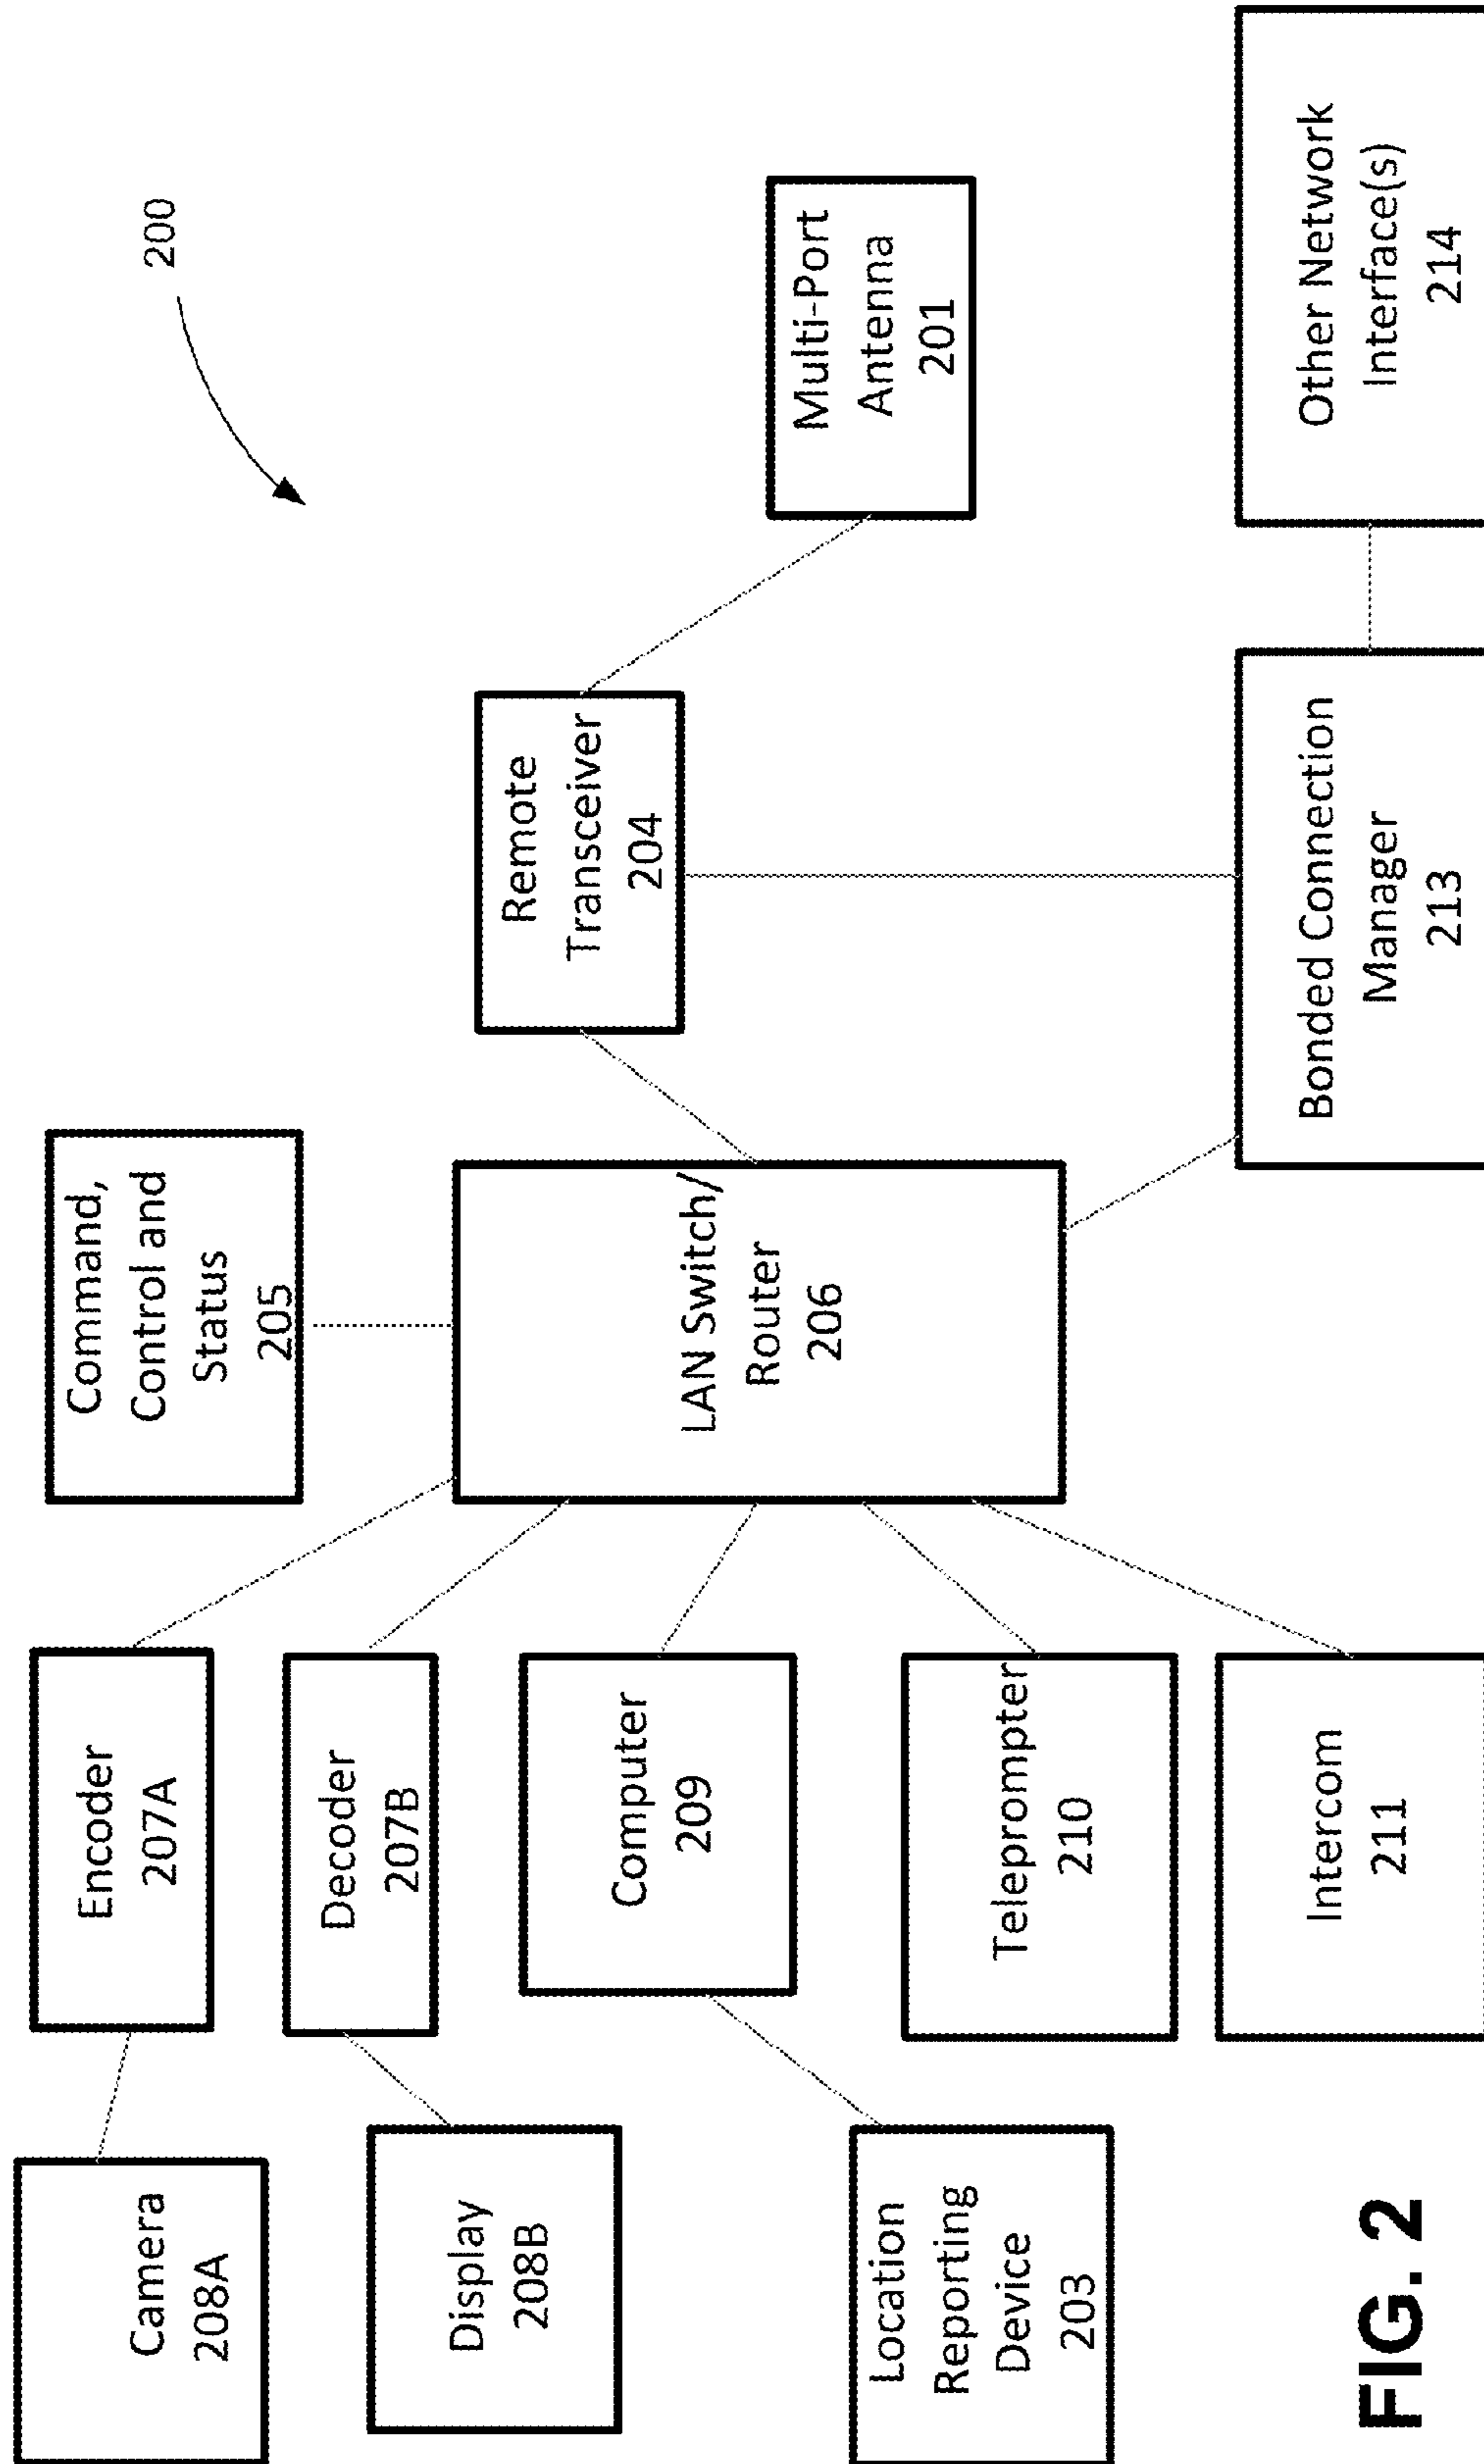 200
Command,
Control and
Status
205
Camera
208A
Encoder
207A
Display
208B
Decoder
207B
Remote
Transceiver
204
Multi-Port
Antenna
201
LAN Switch/
Router
206
Computer
209
Location
Reporting
Device
203
Teleprompter
210
Intercom
211
Bonded Connection
Manager
213
Other Network
Interface(s)
214
FIG. 2